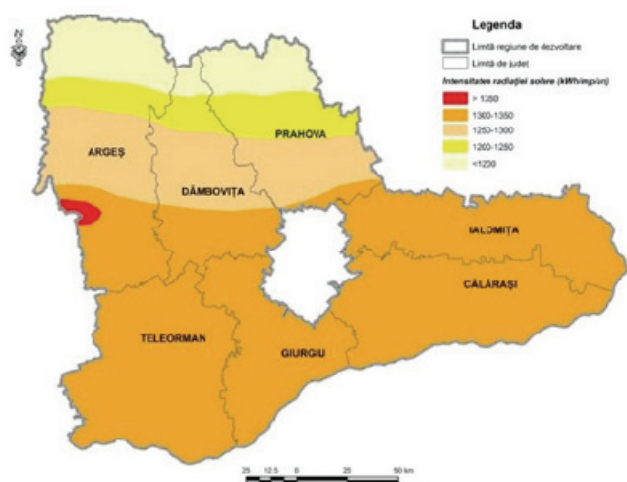 Legenda
Limită regiune de dezvoltare
Limită de județ
Intensitatea radiației solare (kWh/mp/an)
> 1350
1300-1350
1250-1300
1200-1250
<1200
PRAHOVA
ARGEȘ
DÂMBOVIȚA
IALOMIȚA
CĂLĂRAȘI
TELEORMAN
GIURGIU
25 12.5 0 25 50 km